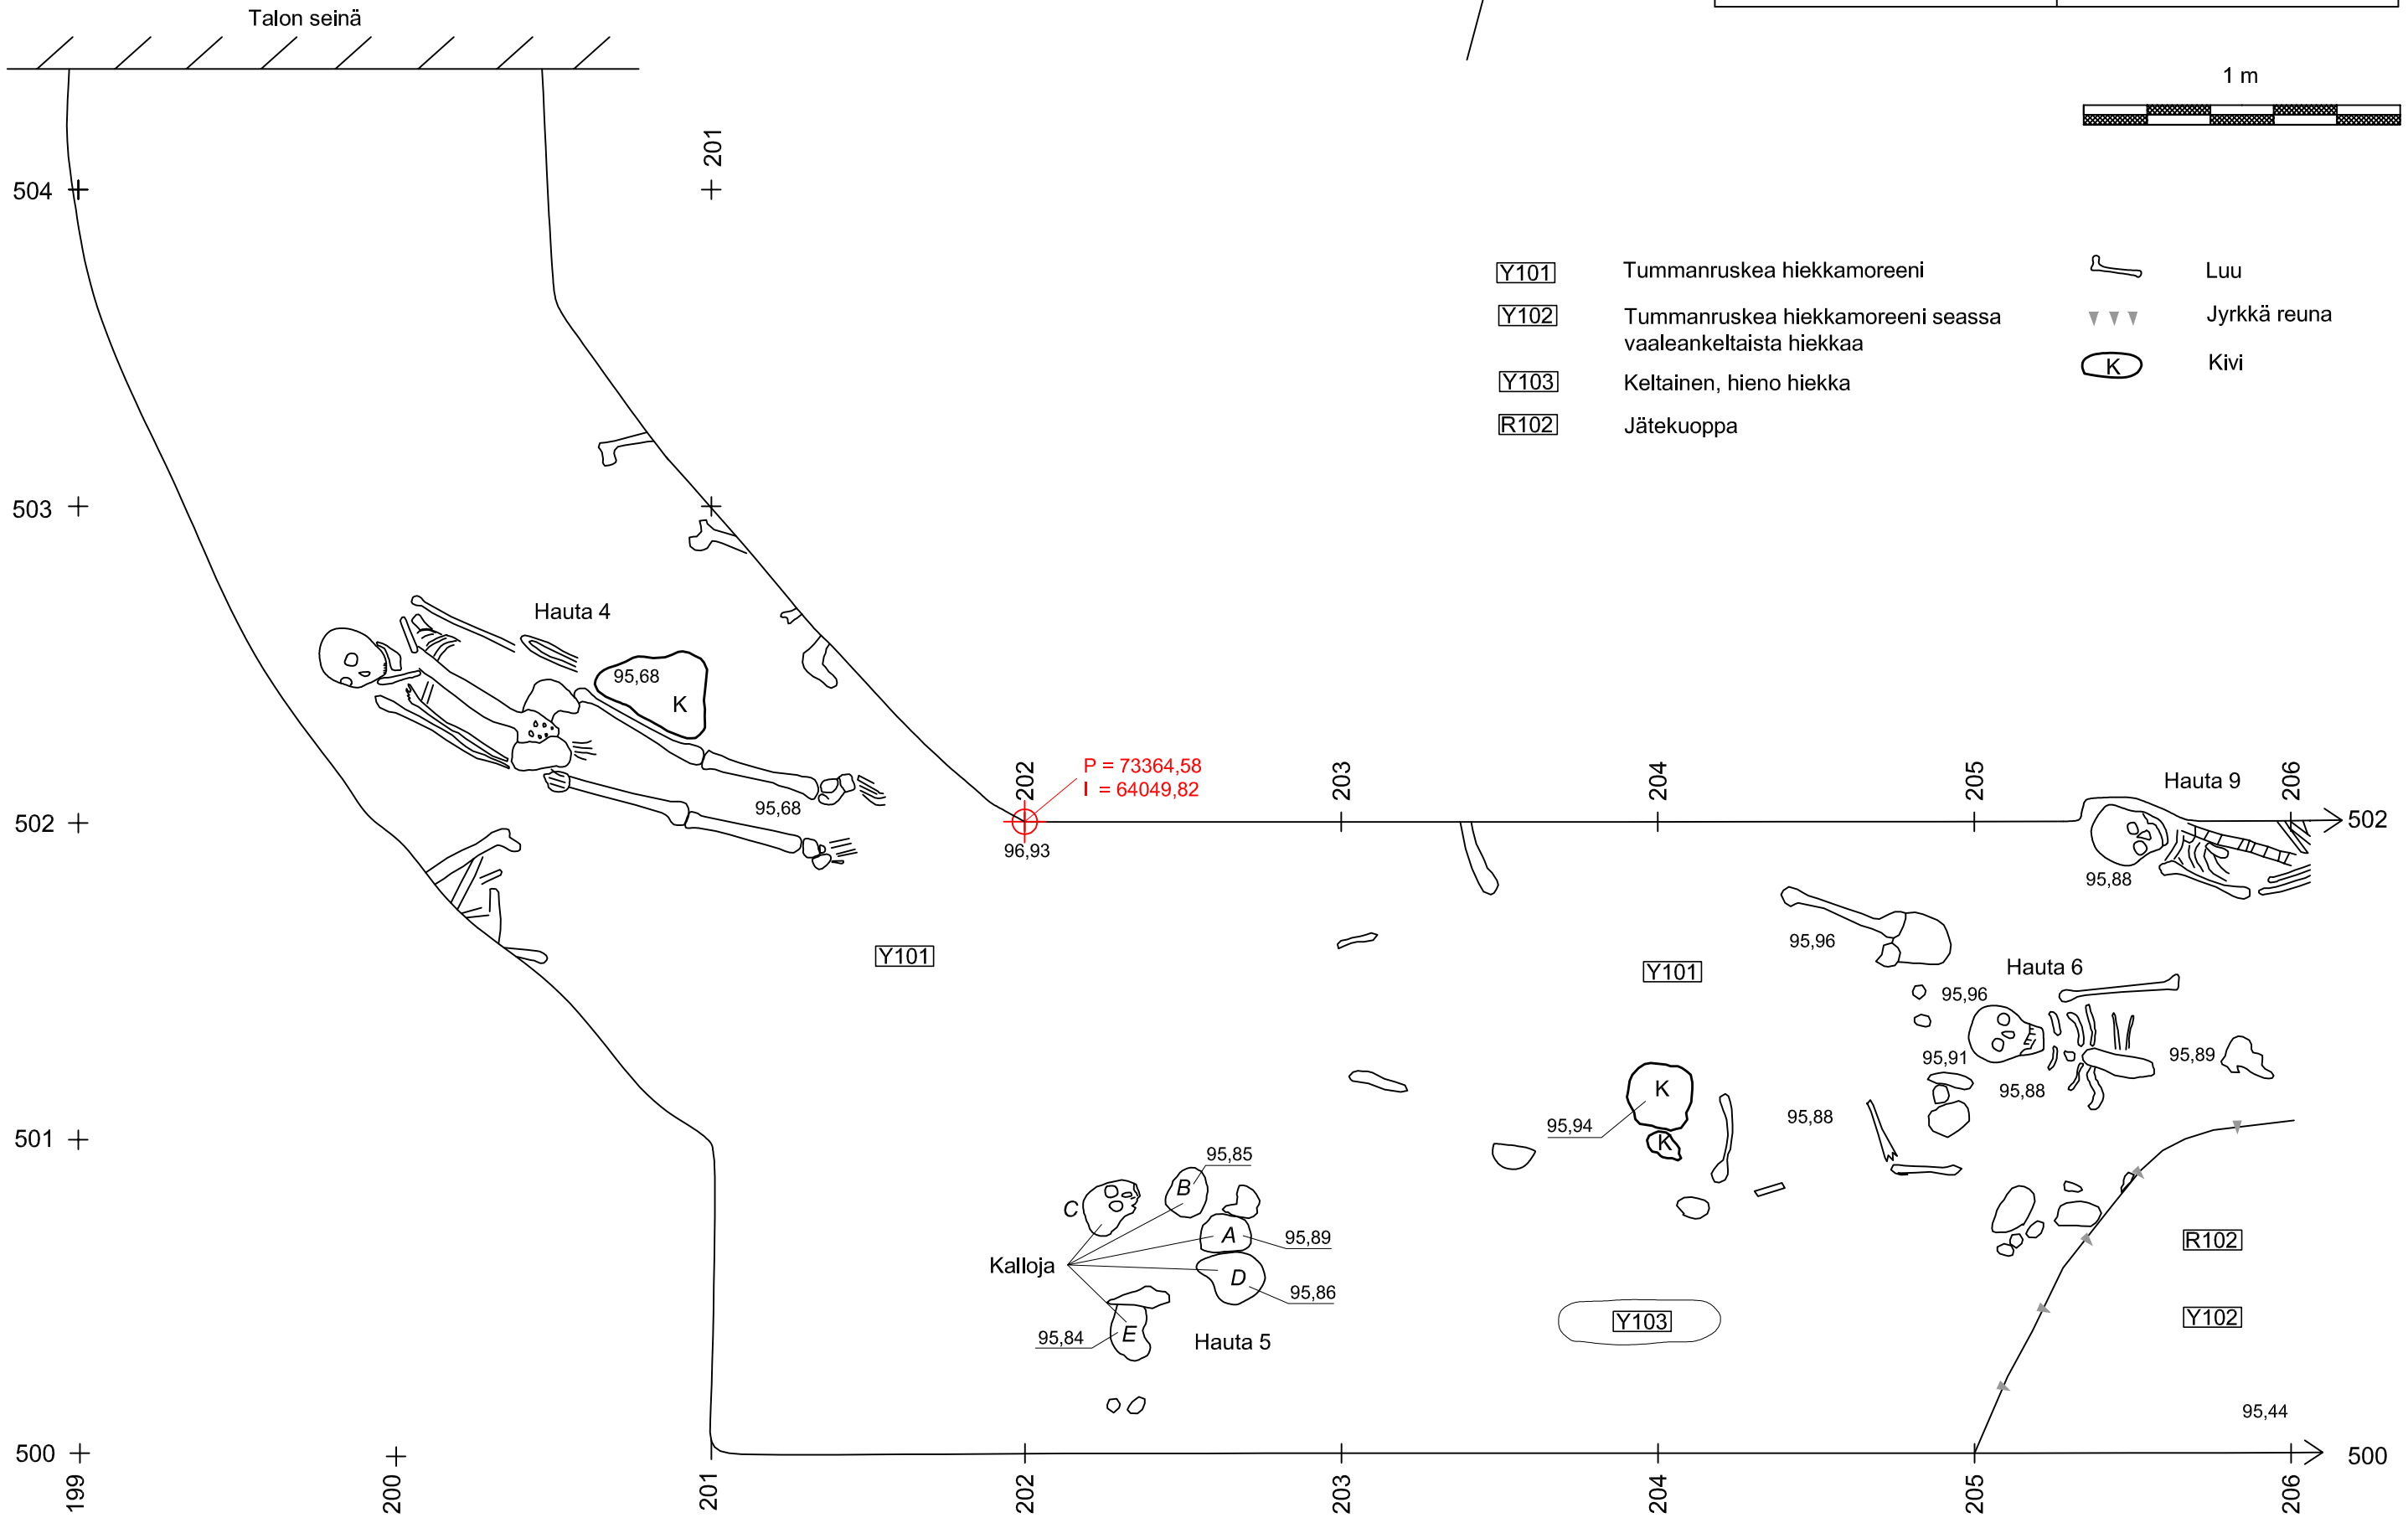 Talon seinä
1 m
201
504
Y101 Tummanruskea hiekkamoreeni
Luu
Y102 Tummanruskea hiekkamoreeni seassa
vaaleankeltaista hiekkaa
Jyrkkä reuna
Y103 Keltainen, hieno hiekka
K Kivi
R102 Jätekuoppa
503
Hauta 4
95,68
K
95,68
502
202
P = 73364,58
I = 64049,82
96,93
203
204
205
Hauta 9
206
502
95,88
Y101
Y101
95,96
Hauta 6
95,96
95,91
95,88
95,89
K
95,94
K
95,88
501
95,85
B
C
A
95,89
Kalloja
D
95,86
E
95,84
Hauta 5
Y103
R102
Y102
95,44
500
500
199
200
201
202
203
204
205
206